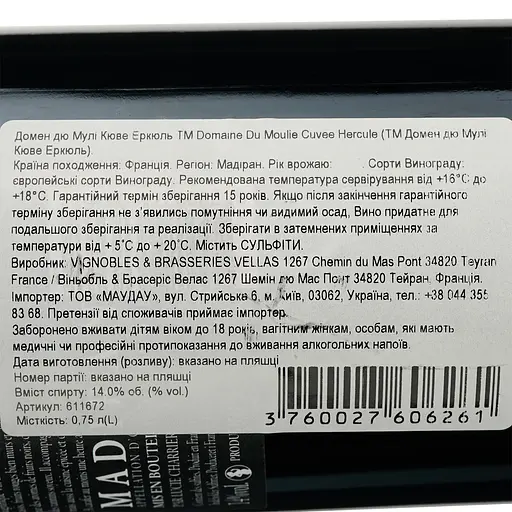 Домен дю Мулі Кюве Еркюль ТМ Domaine Du Moulie Cuvee Hercule (ТМ Домен дю Мулі
Кюве Еркюль).
Країна походження: Франція. Регіон: Мадіран. Рік врожаю: . Сорти Винограду:
європейські сорти Винограду. Рекомендована температура сервірування від +16°С до
+18°С. Гарантійний термін зберігання 15 років. Якщо після закінчення гарантійного
терміну зберігання не з'явились помутніння чи видимий осад, Вино придатне для
подальшого зберігання та реалізації. Зберігати в затемнених приміщеннях за
температури від + 5°С до + 20°С. Містить СУЛЬФІТИ.
Виробник: VIGNOBLES & BRASSERIES VELLAS 1267 Chemin du Mas Pont 34820 Teyran
France / Віньобль & Брасеріс Велас 1267 Шемін дю Мас Понт 34820 Тейран. Франція.
Імпортер: ТОВ «МАУДАУ», вул. Стрийське 6, м. Київ, 03062, Україна, тел.: +38 044 355
83 68. Претензії від споживачів приймає імпортер.
Заборонено вживати дітям віком до 18 років, вагітним жінкам, особам, які мають
медичні чи професійні протипоказання до вживання алкогольних напоїв.
Дата виготовлення (розливу): вказано на пляшці
Номер партії: вказано на пляшці
Вміст спирту: 14.0% (% vol.)
Артикул: 611672
Місткість: 0,75 л(L)
3 760027 606261
MAD
MIS EN BOUTEI
PRODU